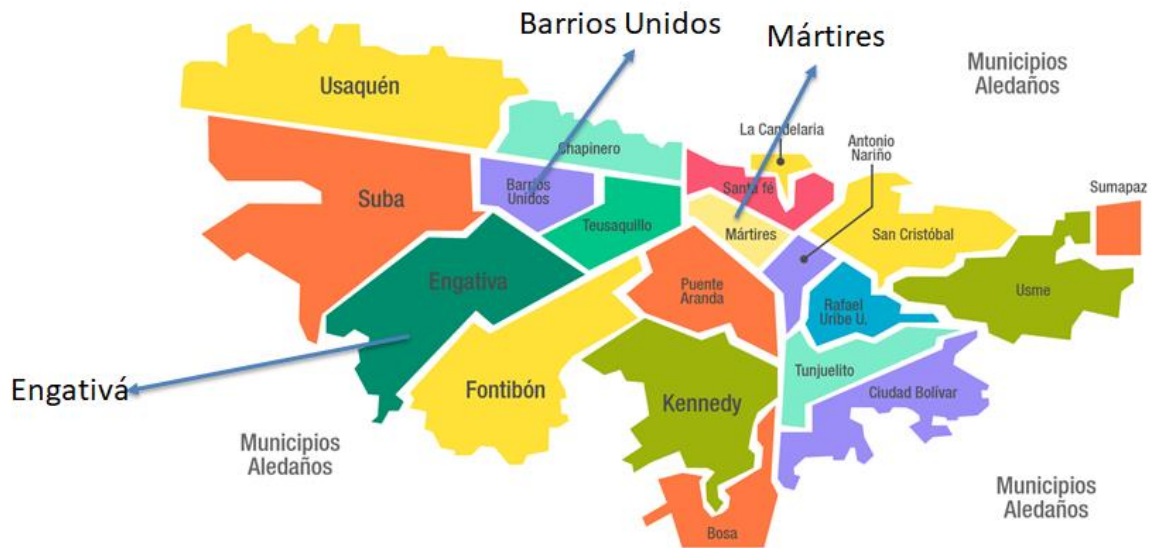 Barrios Unidos
Mártires
Municipios
Aledaños
Usaquén
La Candelaria
Antonio
Nariño
Chapinero
Sumapaz
Barrios
Unidos
Santa fé
Suba
Teusaquillo
Mártires
San Cristóbal
Engativa
Puente
Aranda
Usme
Rafael
Uribe U.
Engativá
Fontibón
Kennedy
Tunjuelito
Ciudad Bolívar
Municipios
Aledaños
Municipios
Aledaños
Bosa